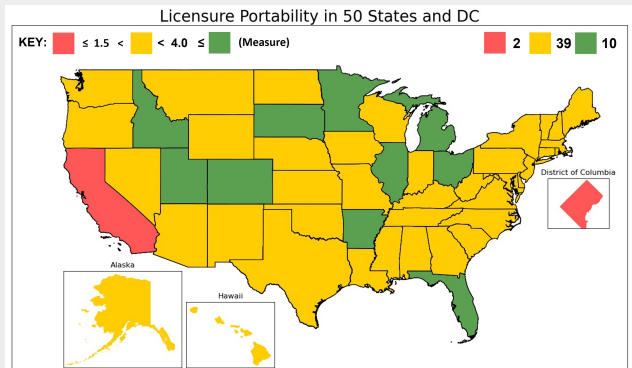 Licensure Portability in 50 States and DC
KEY: ≤ 1.5 < < 4.0 ≤ (Measure) 2 39 10
District of Columbia
Alaska
Hawaii